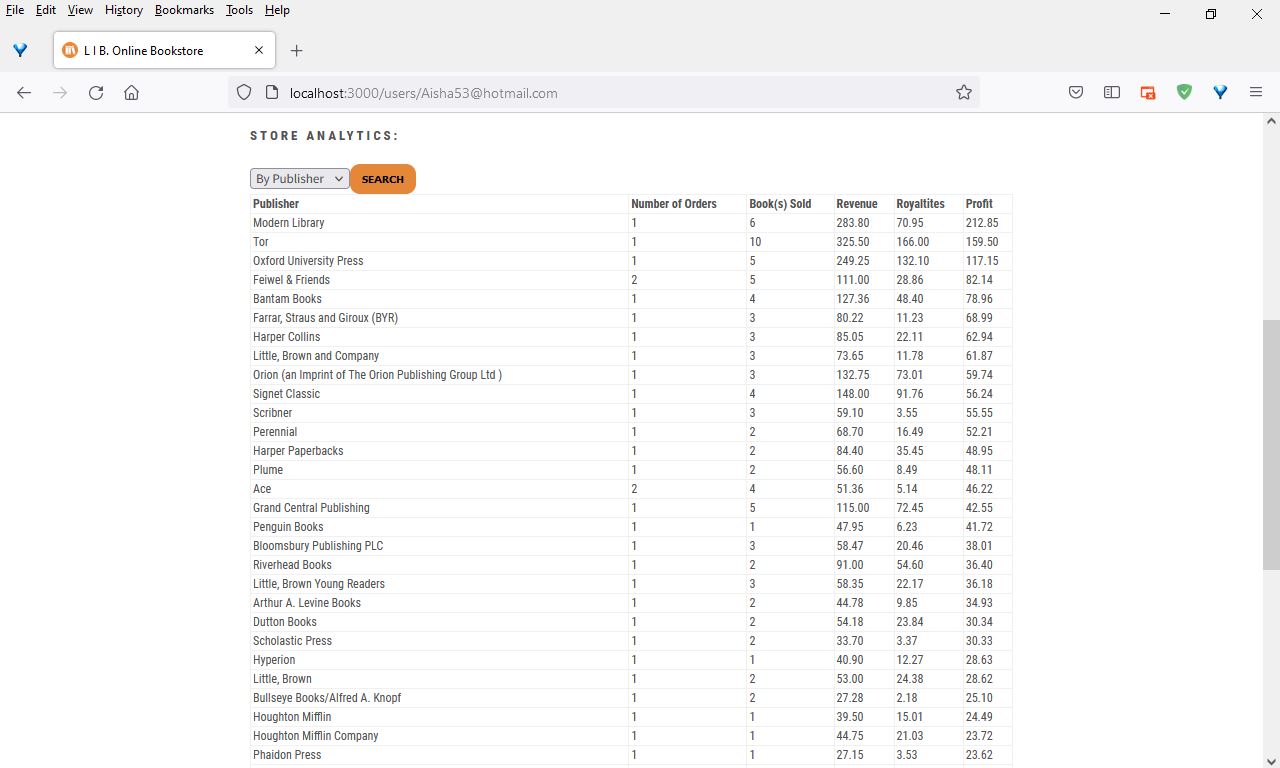 File Edit View History Bookmarks Tools Help
L I B. Online Bookstore
localhost:3000/users/Aisha53@hotmail.com
STORE ANALYTICS:
By Publisher SEARCH
Publisher Number of Orders Book(s) Sold Revenue Royaltites Profit
Modern Library 1 6 283.80 70.95 212.85
Tor 1 10 325.50 166.00 159.50
Oxford University Press 1 5 249.25 132.10 117.15
Feiwel & Friends 2 5 111.00 28.86 82.14
Bantam Books 1 4 127.36 48.40 78.96
Farrar, Straus and Giroux (BYR) 1 3 80.22 11.23 68.99
Harper Collins 1 3 85.05 22.11 62.94
Little, Brown and Company 1 3 73.65 11.78 61.87
Orion (an Imprint of The Orion Publishing Group Ltd ) 1 3 132.75 73.01 59.74
Signet Classic 1 4 148.00 91.76 56.24
Scribner 1 3 59.10 3.55 55.55
Perennial 1 2 68.70 16.49 52.21
Harper Paperbacks 1 2 84.40 35.45 48.95
Plume 1 2 56.60 8.49 48.11
Ace 2 4 51.36 5.14 46.22
Grand Central Publishing 1 5 115.00 72.45 42.55
Penguin Books 1 1 47.95 6.23 41.72
Bloomsbury Publishing PLC 1 3 58.47 20.46 38.01
Riverhead Books 1 2 91.00 54.60 36.40
Little, Brown Young Readers 1 3 58.35 22.17 36.18
Arthur A. Levine Books 1 2 44.78 9.85 34.93
Dutton Books 1 2 54.18 23.84 30.34
Scholastic Press 1 2 33.70 3.37 30.33
Hyperion 1 1 40.90 12.27 28.63
Little, Brown 1 2 53.00 24.38 28.62
Bullseye Books/Alfred A. Knopf 1 2 27.28 2.18 25.10
Houghton Mifflin 1 1 39.50 15.01 24.49
Houghton Mifflin Company 1 1 44.75 21.03 23.72
Phaidon Press 1 1 27.15 3.53 23.62